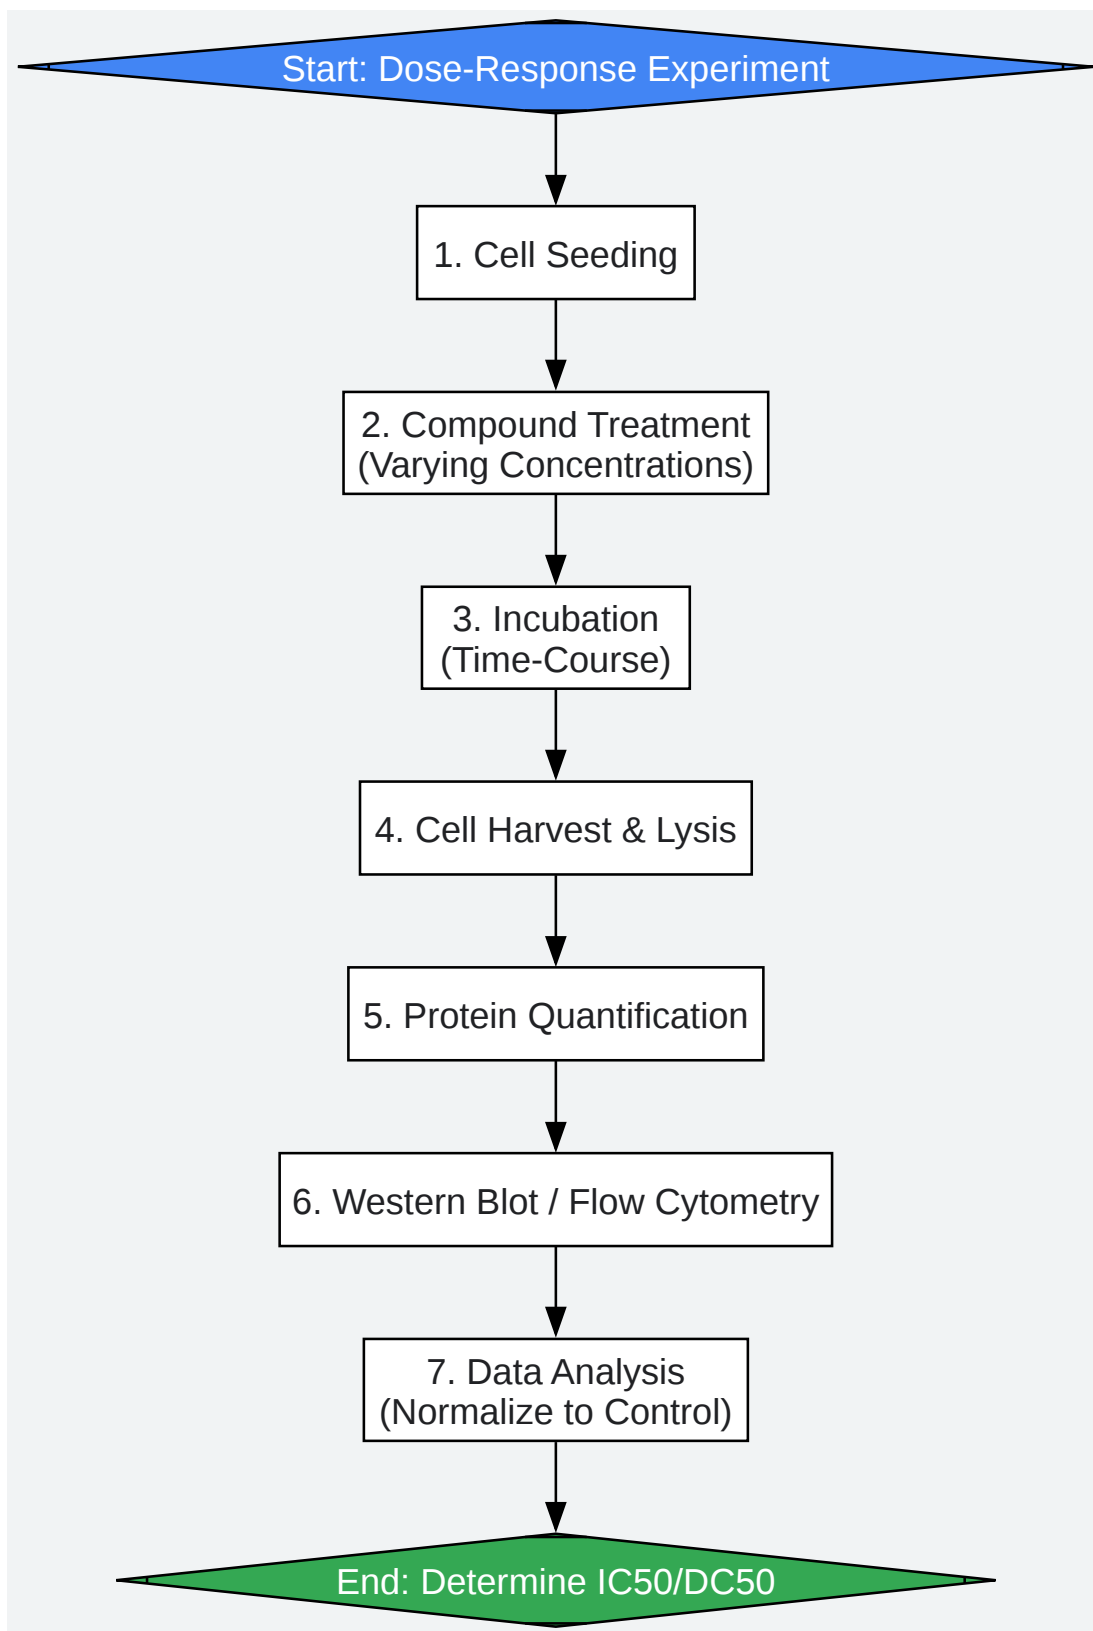 Start: Dose-Response Experiment
1. Cell Seeding
2. Compound Treatment
(Varying Concentrations)
3. Incubation
(Time-Course)
4. Cell Harvest & Lysis
5. Protein Quantification
6. Western Blot / Flow Cytometry
7. Data Analysis
(Normalize to Control)
End: Determine IC50/DC50